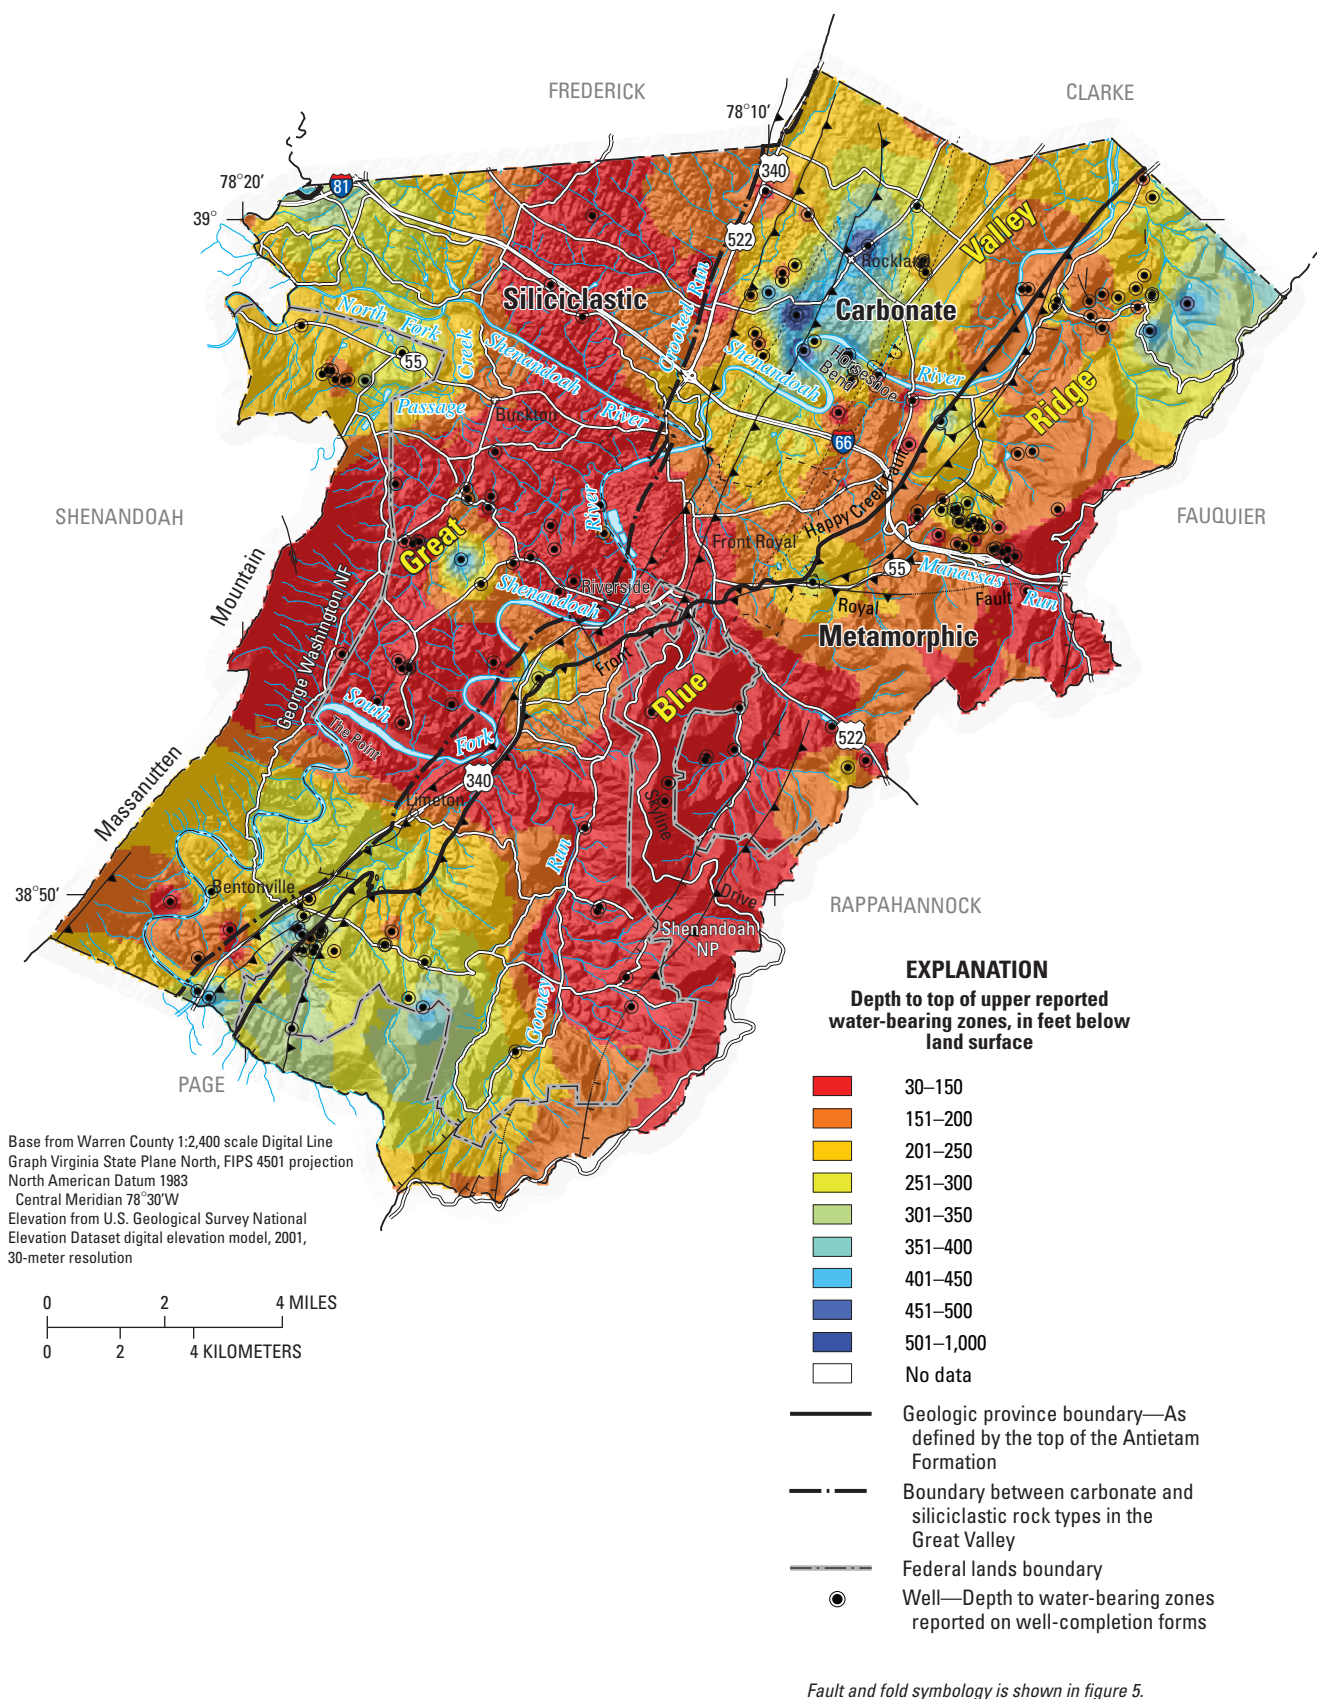 FREDERICK
CLARKE
78°10′
340
78°20′
81
39°
522
Valley
Rockland
Siliciclastic
Carbonate
Crooked Run
North Fork
Shenandoah
River
55
Creek
Passage
Shenandoah
River
Horseshoe
Bend
Buckton
Ridge
66
SHENANDOAH
FAUQUIER
Great
River
Happy Creek Fault
Front Royal
55
Manassas
Run
Mountain
Riverside
Shenandoah
Royal
Fault
Metamorphic
George Washington NF
Front
Blue
South
Fork
The Point
522
Massanutten
340
Limeton
Skyline
Drive
Run
38°50′
Bentonville
RAPPAHANNOCK
Shenandoah
NP
Gooney
PAGE
EXPLANATION
Depth to top of upper reported
water-bearing zones, in feet below
land surface
30–150
151–200
201–250
251–300
301–350
351–400
401–450
451–500
501–1,000
No data
Geologic province boundary—As
defined by the top of the Antietam
Formation
Boundary between carbonate and
siliciclastic rock types in the
Great Valley
Federal lands boundary
Well—Depth to water-bearing zones
reported on well-completion forms
Base from Warren County 1:2,400 scale Digital Line
Graph Virginia State Plane North, FIPS 4501 projection
North American Datum 1983
Central Meridian 78°30′W
Elevation from U.S. Geological Survey National
Elevation Dataset digital elevation model, 2001,
30-meter resolution
0 2 4 MILES
0 2 4 KILOMETERS
Fault and fold symbology is shown in figure 5.